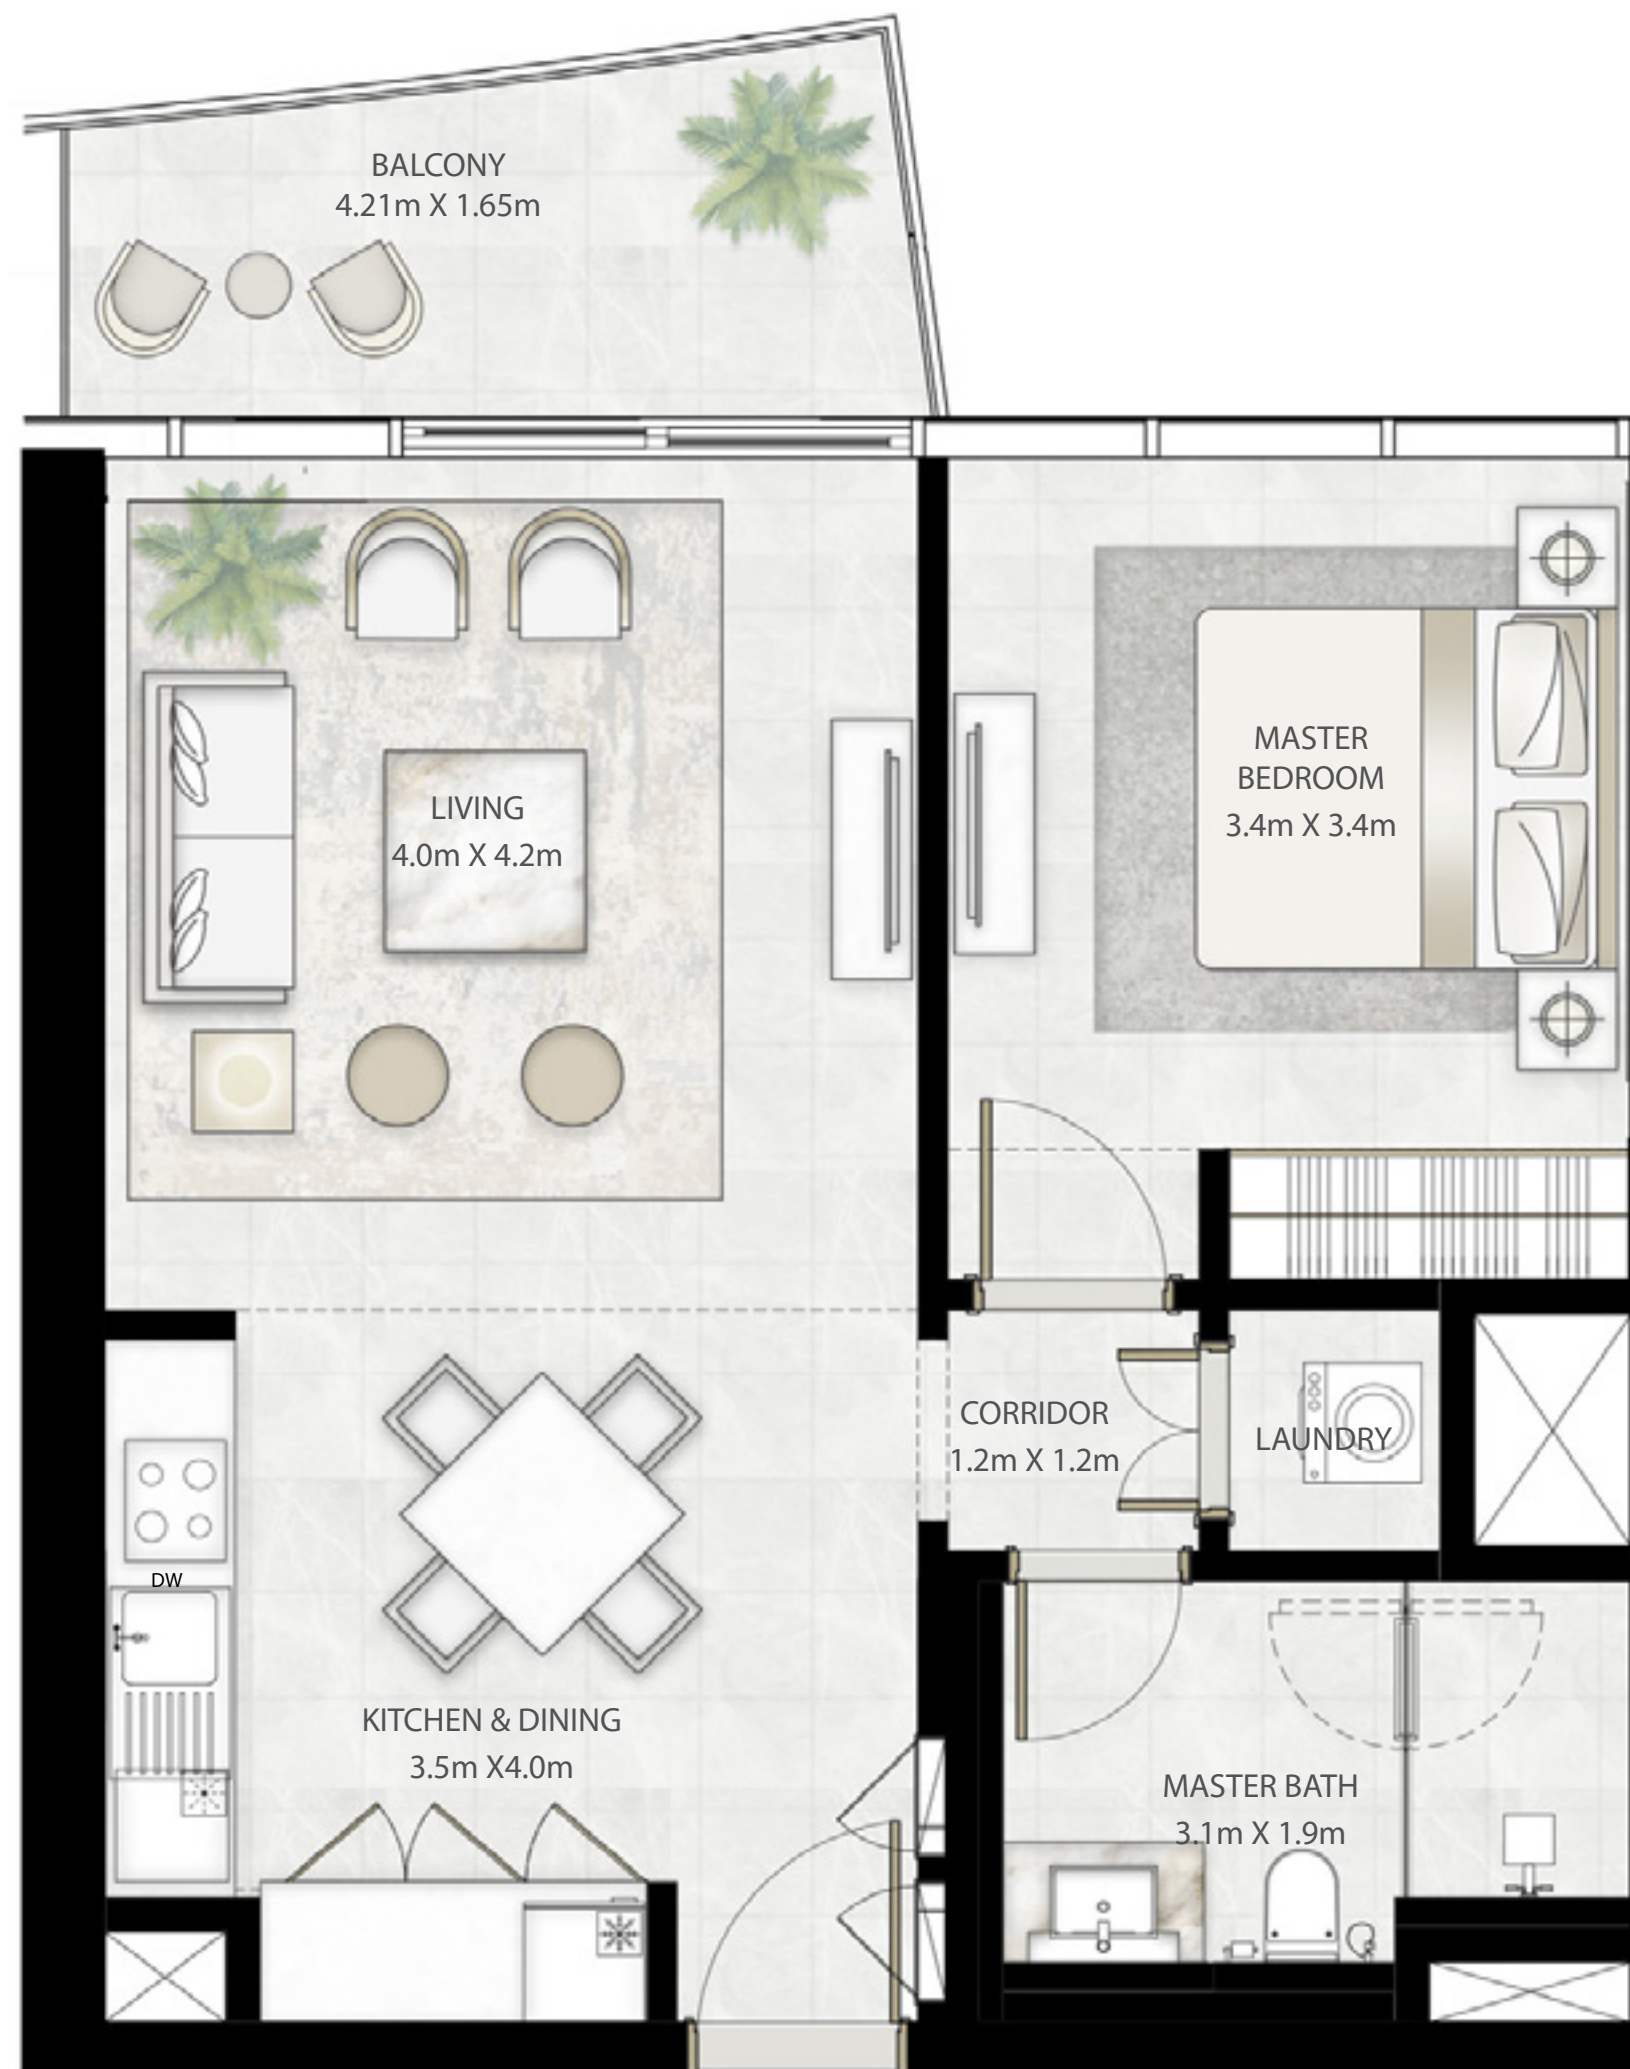 BALCONY
4.21m X 1.65m
LIVING
4.0m X 4.2m
MASTER
BEDROOM
3.4m X 3.4m
CORRIDOR
1.2m X 1.2m
LAUNDRY
DW
KITCHEN & DINING
3.5m X4.0m
MASTER BATH
3.1m X 1.9m